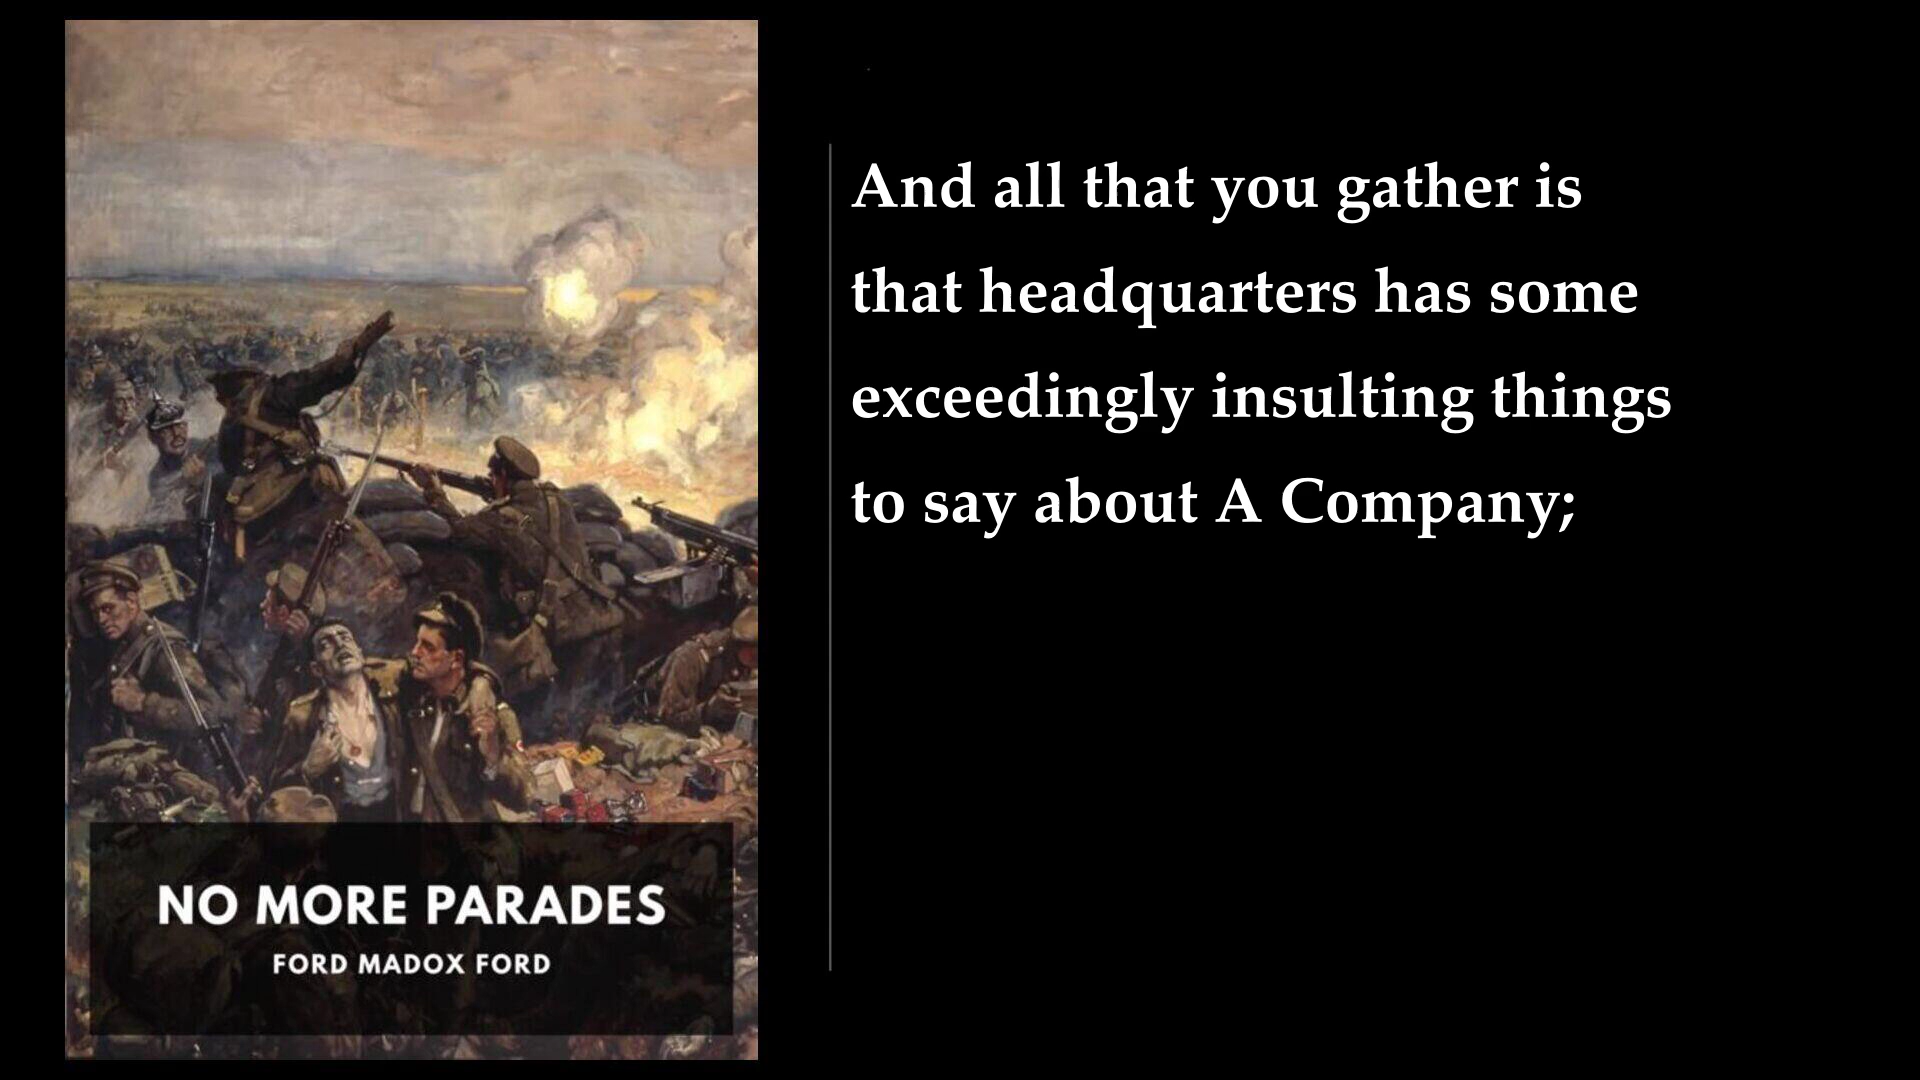 And all that you gather is
that headquarters has some
exceedingly insulting things
to say about A Company;
NO MORE PARADES
FORD MADOX FORD